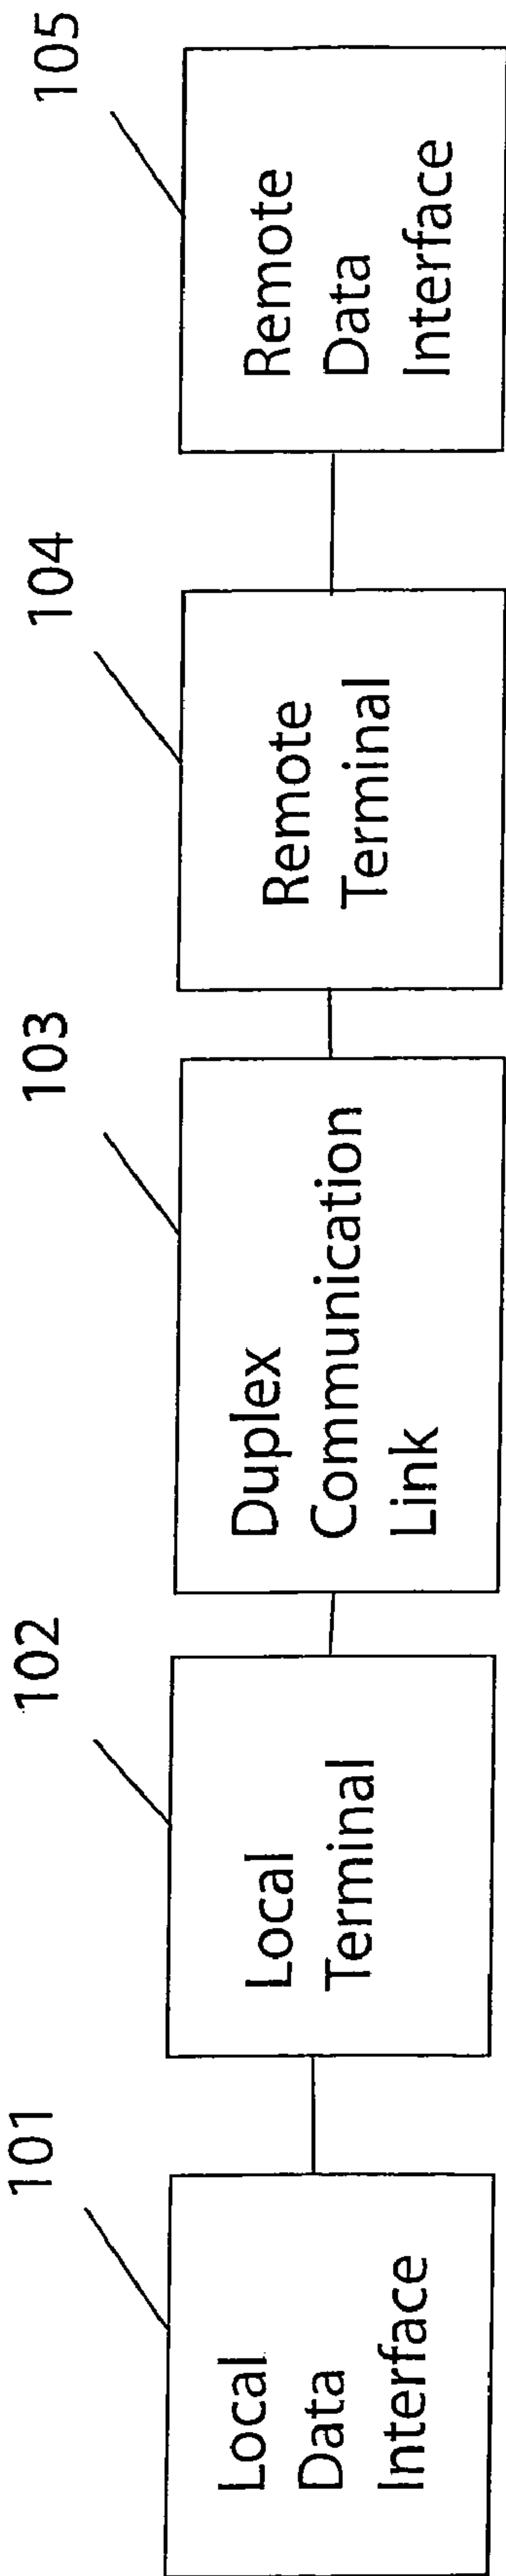 101
Local
Data
Interface
102
Local
Terminal
103
Duplex
Communication
Link
104
Remote
Terminal
105
Remote
Data
Interface